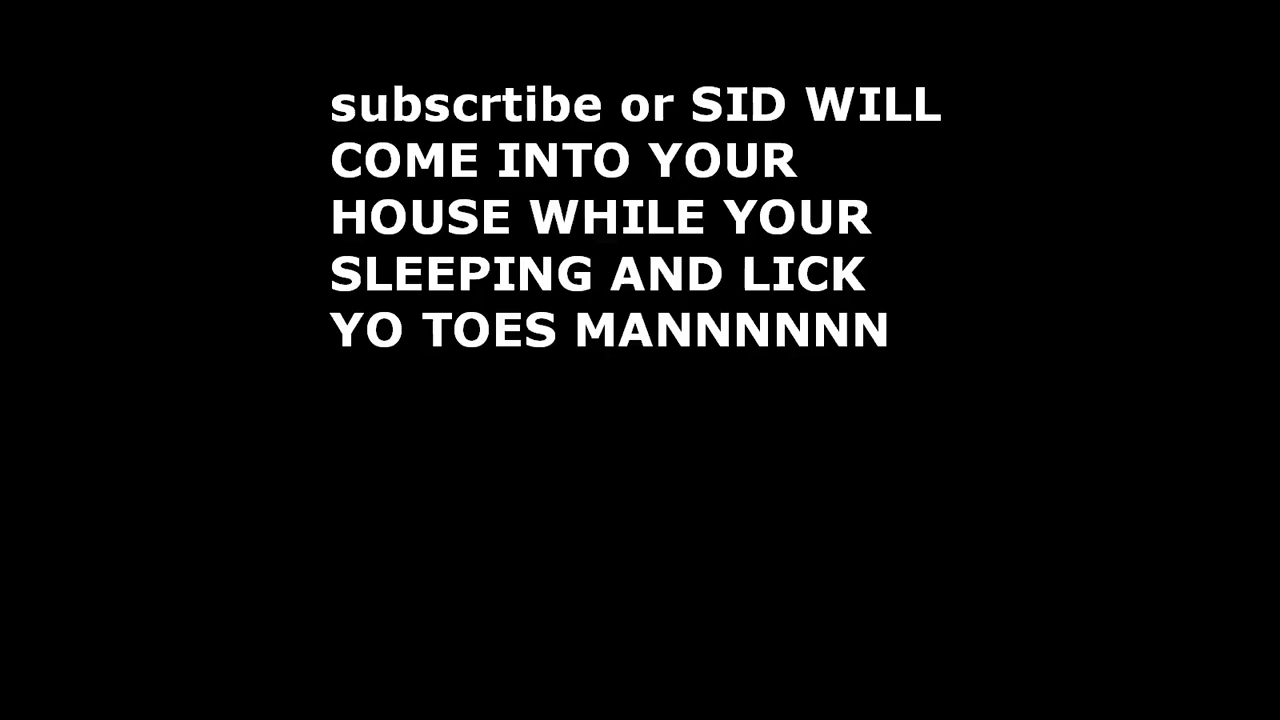 subscrtibe or SID WILL
COME INTO YOUR
HOUSE WHILE YOUR
SLEEPING AND LICK
YO TOES MANNNNNN